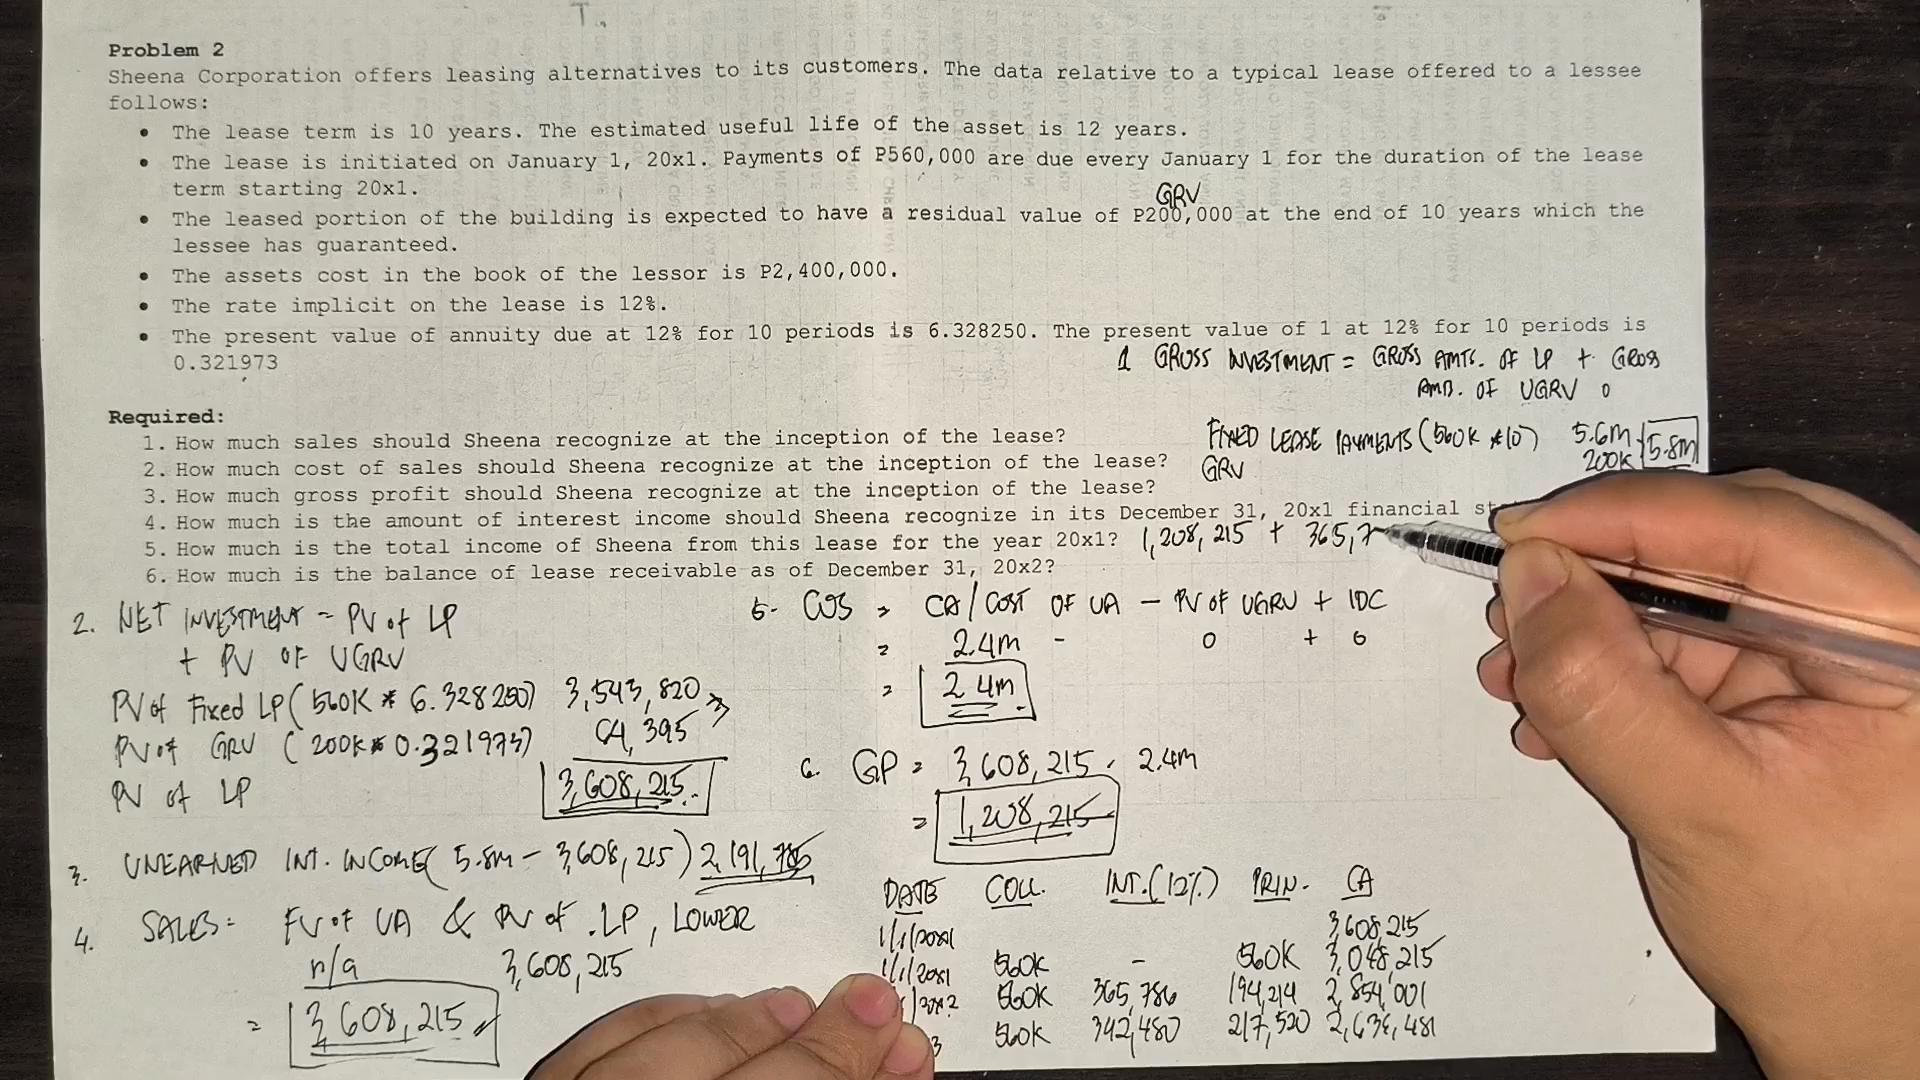 Problem 2
Sheena Corporation offers leasing alternatives to its customers. The data relative to a typical lease offered to a lessee
follows:
• The lease term is 10 years. The estimated useful life of the asset is 12 years.
• The lease is initiated on January 1, 20x1. Payments of P560,000 are due every January 1 for the duration of the lease
term starting 20x1.
GRV
• The leased portion of the building is expected to have a residual value of P200,000 at the end of 10 years which the
lessee has guaranteed.
• The assets cost in the book of the lessor is P2,400,000.
• The rate implicit on the lease is 12%.
• The present value of annuity due at 12% for 10 periods is 6.328250. The present value of 1 at 12% for 10 periods is
0.321973
1 GROSS INVESTMENT = GROSS AMTS. OF LP + GROSS
AMT. OF UGRV 0
FIXED LEASE PAYMENTS (560K * 10) 5.6m
GRV 200K 5.8m
Required:
1. How much sales should Sheena recognize at the inception of the lease?
2. How much cost of sales should Sheena recognize at the inception of the lease?
3. How much gross profit should Sheena recognize at the inception of the lease?
4. How much is the amount of interest income should Sheena recognize in its December 31, 20x1 financial st
5. How much is the total income of Sheena from this lease for the year 20x1? 1,208,215 + 365,7
6. How much is the balance of lease receivable as of December 31, 20x2?
2. NET INVESTMENT = PV of LP
+ PV OF UGRV
PV of Fixed LP (560K * 6.328250) 3,543,820
PV of GRV (200K * 0.321973) 64,395
PV of LP 3,608,215
3. UNEARNED INT. INCOME (5.8m - 3,608,215) 2,191,785
4. SALES = FV of UA & PV of LP, LOWER
n/a 3,608,215
= 3,608,215
5. COS = CA/COST OF UA - PV OF UGRV + IDC
= 2.4m - 0 + 0
= 2.4m
6. GP = 3,608,215 - 2.4m
= 1,208,215
DATE COLL. INT.(12%) PRIN. CA
1/1/20x1 3,608,215
1/1/20x1 560K - 560K 3,048,215
/20x2 560K 365,786 194,214 2,854,001
3 560K 342,480 217,520 2,636,481